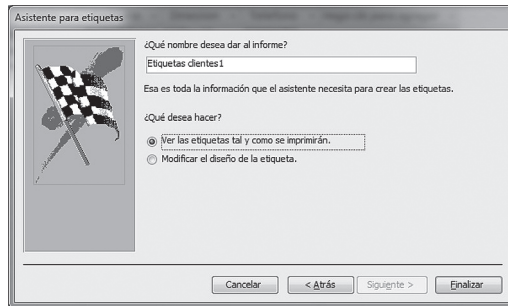 Asistente para etiquetas
¿Qué nombre desea dar al informe?
Etiquetas clientes1
Esa es toda la información que el asistente necesita para crear las etiquetas.
¿Qué desea hacer?
Ver las etiquetas tal y como se imprimirán.
Modificar el diseño de la etiqueta.
Cancelar
< Atrás
Siguiente >
Finalizar